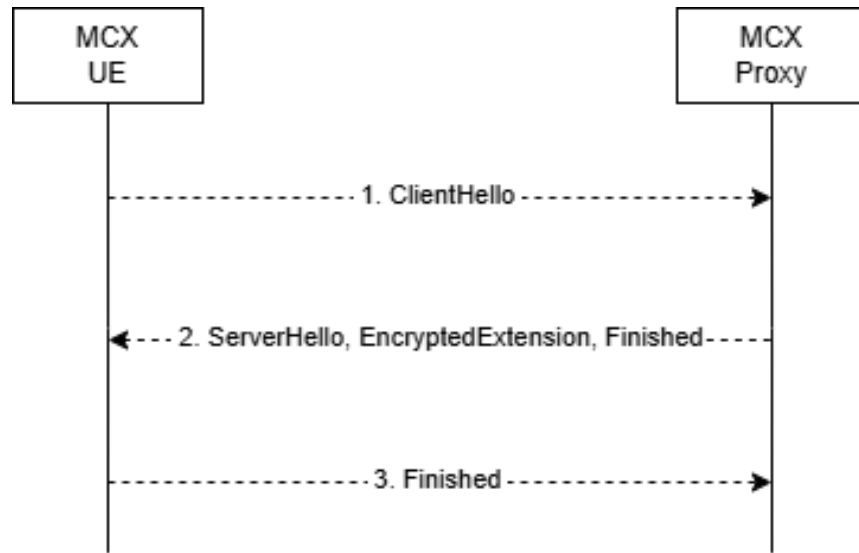 MCX
UE
MCX
Proxy
1. ClientHello
2. ServerHello, EncryptedExtension, Finished
3. Finished